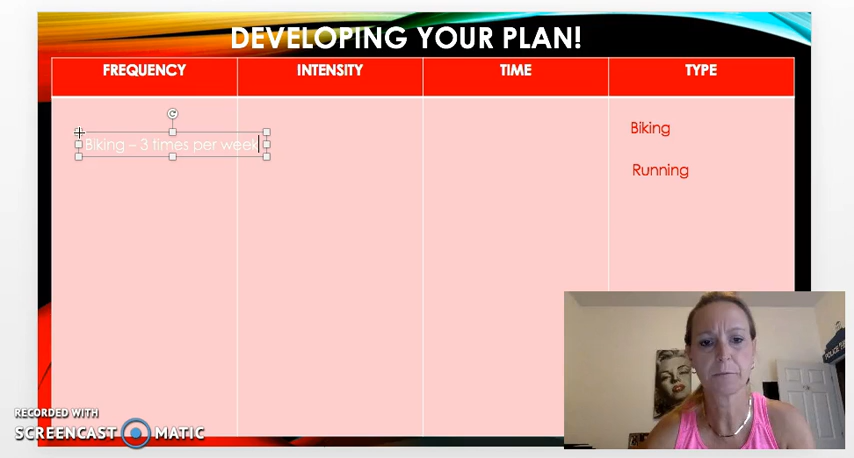 DEVELOPING YOUR PLAN!
FREQUENCY INTENSITY TIME TYPE
Biking
Biking – 3 times per week
Running
RECORDED WITH
SCREENCAST MATIC